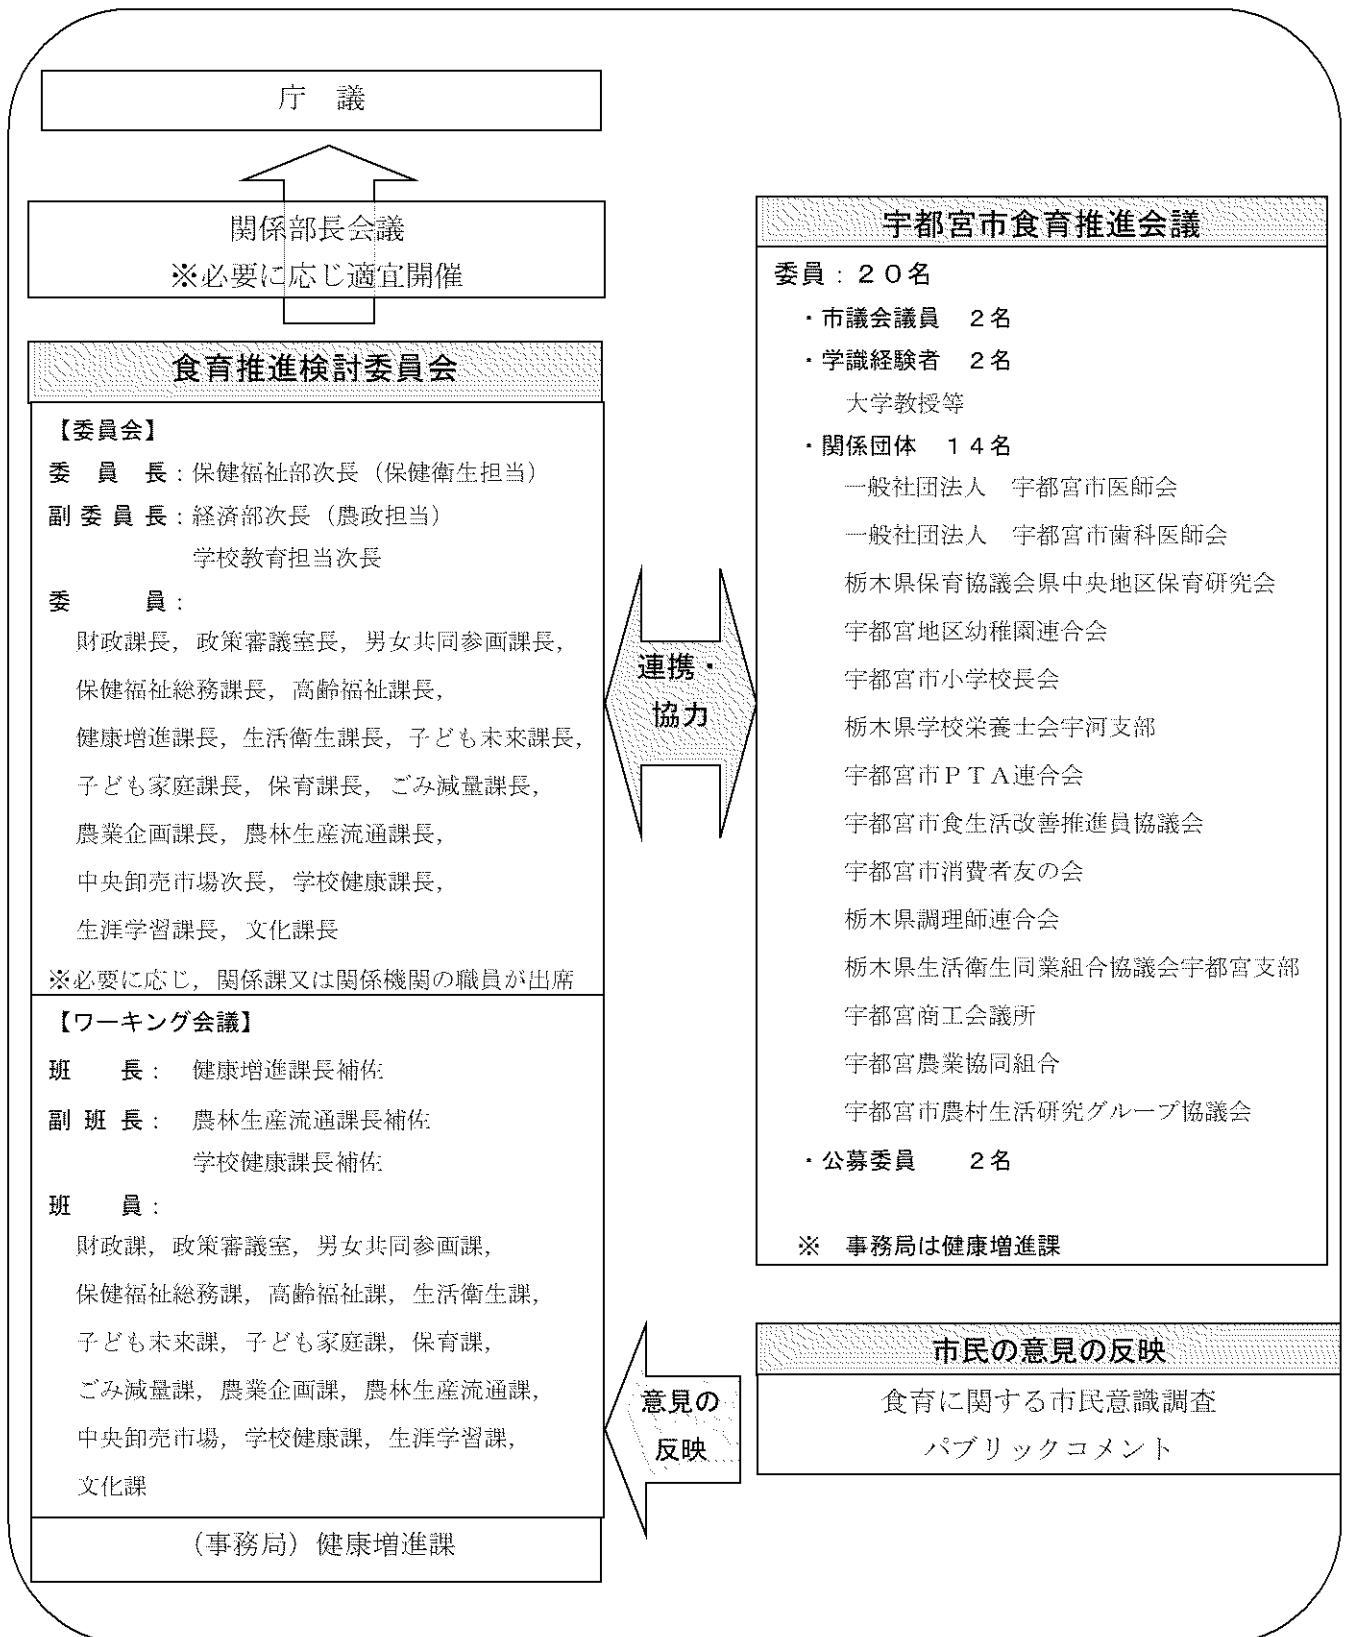 庁　議
関係部長会議
※必要に応じ適宜開催
食育推進検討委員会
【委員会】
委　員　長：保健福祉部次長（保健衛生担当）
副委員長：経済部次長（農政担当）
学校教育担当次長
委　　　員：
財政課長，政策審議室長，男女共同参画課長，
保健福祉総務課長，高齢福祉課長，
健康増進課長，生活衛生課長，子ども未来課長，
子ども家庭課長，保育課長，ごみ減量課長，
農業企画課長，農林生産流通課長，
中央卸売市場次長，学校健康課長，
生涯学習課長，文化課長
※必要に応じ，関係課又は関係機関の職員が出席
【ワーキング会議】
班　　長：　健康増進課長補佐
副 班 長：　農林生産流通課長補佐
学校健康課長補佐
班　　員：
財政課，政策審議室，男女共同参画課，
保健福祉総務課，高齢福祉課，生活衛生課，
子ども未来課，子ども家庭課，保育課，
ごみ減量課，農業企画課，農林生産流通課，
中央卸売市場，学校健康課，生涯学習課，
文化課
（事務局）健康増進課
連携・
協力
宇都宮市食育推進会議
委員：２０名
・市議会議員　２名
・学識経験者　２名
大学教授等
・関係団体　１４名
一般社団法人　宇都宮市医師会
一般社団法人　宇都宮市歯科医師会
栃木県保育協議会県中央地区保育研究会
宇都宮地区幼稚園連合会
宇都宮市小学校長会
栃木県学校栄養士会宇河支部
宇都宮市ＰＴＡ連合会
宇都宮市食生活改善推進員協議会
宇都宮市消費者友の会
栃木県調理師連合会
栃木県生活衛生同業組合協議会宇都宮支部
宇都宮商工会議所
宇都宮農業協同組合
宇都宮市農村生活研究グループ協議会
・公募委員　　２名
※　事務局は健康増進課
意見の
反映
市民の意見の反映
食育に関する市民意識調査
パブリックコメント